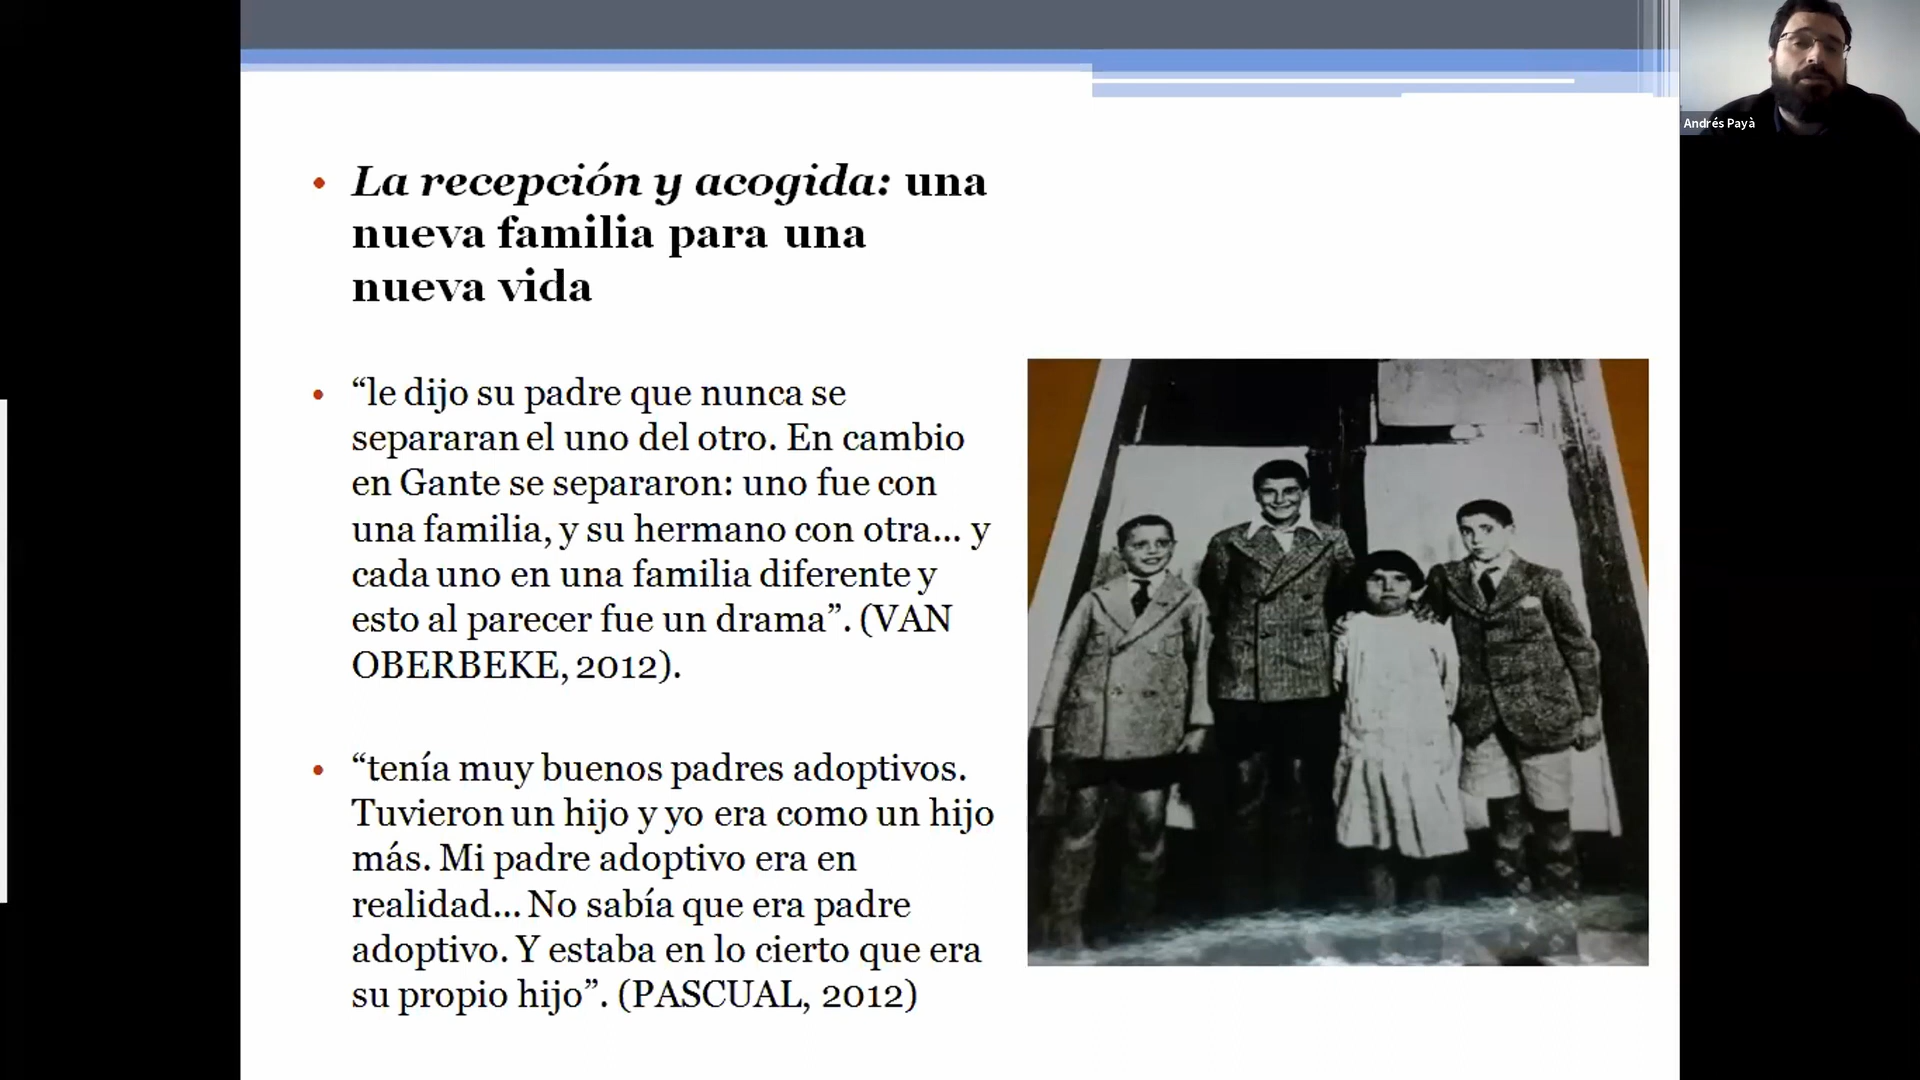 Andrés Payà
La recepción y acogida: una
nueva familia para una
nueva vida
“le dijo su padre que nunca se
separaran el uno del otro. En cambio
en Gante se separaron: uno fue con
una familia, y su hermano con otra... y
cada uno en una familia diferente y
esto al parecer fue un drama”. (VAN
OBERBEKE, 2012).
“tenía muy buenos padres adoptivos.
Tuvieron un hijo y yo era como un hijo
más. Mi padre adoptivo era en
realidad... No sabía que era padre
adoptivo. Y estaba en lo cierto que era
su propio hijo”. (PASCUAL, 2012)